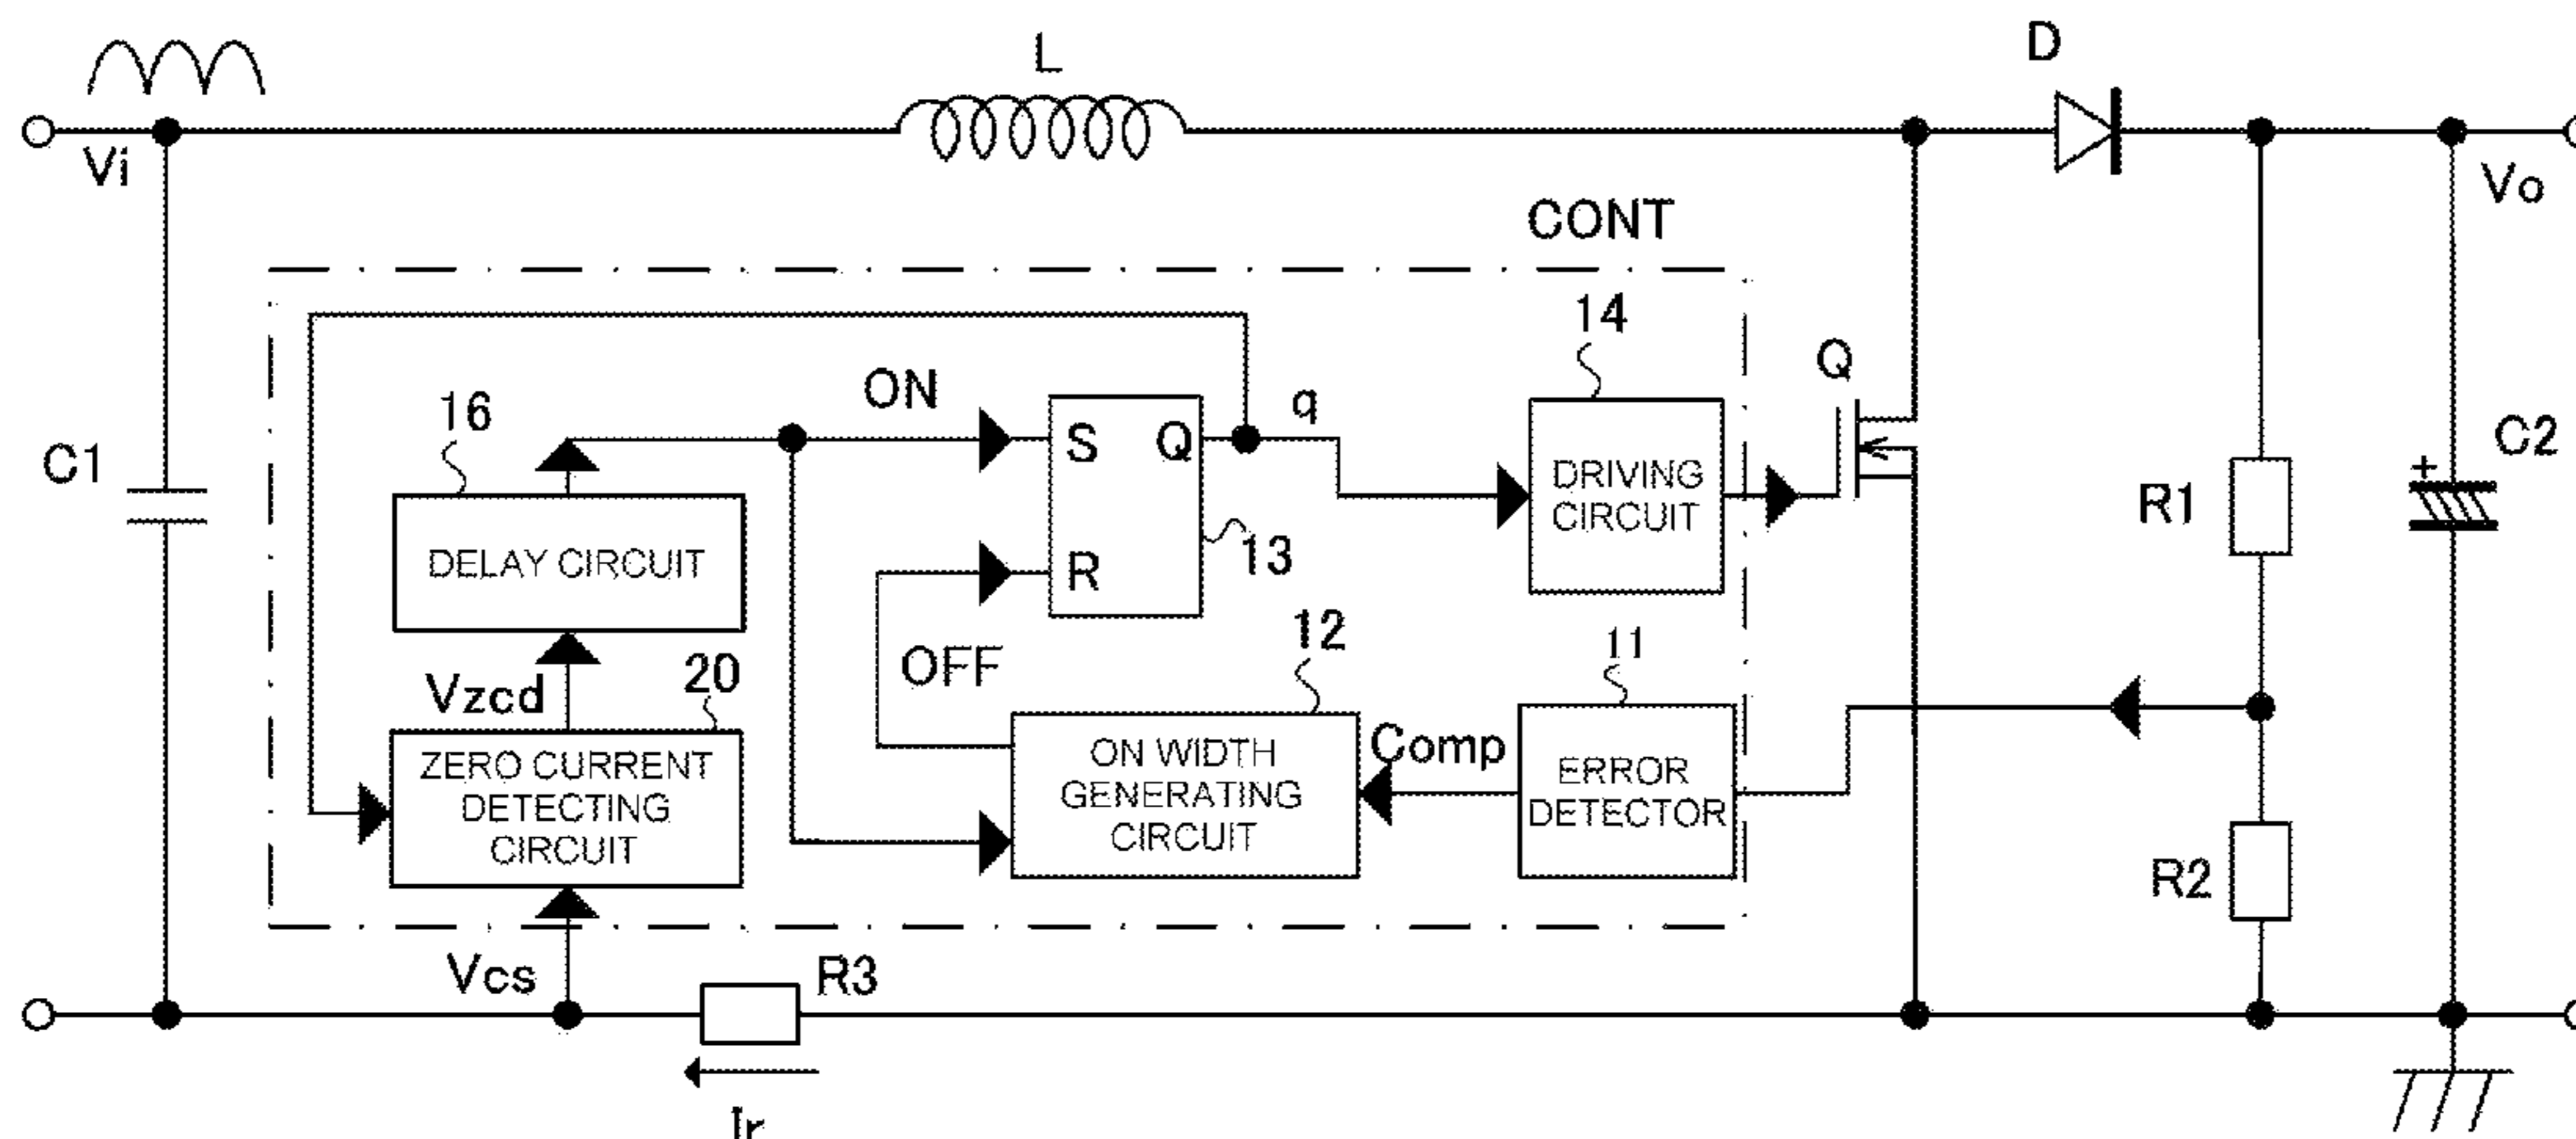 L
D
Vi
Vo
CONT
14
Q
16
ON
q
S
Q
DRIVING
CIRCUIT
C1
C2
+
R1
DELAY CIRCUIT
R
13
OFF
12
11
Vzcd
20
Comp
ZERO CURRENT
DETECTING
CIRCUIT
ON WIDTH
GENERATING
CIRCUIT
ERROR
DETECTOR
R2
Vcs
R3
Ir